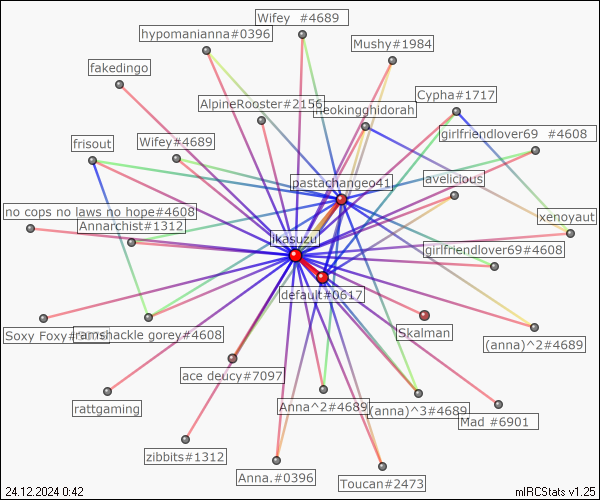 Wifey #4689
hypomanianna#0396
Mushy#1984
fakedingo
Cypha#1717
AlpineRooster#2156
neokingghidorah
girlfriendlover69 #4608
frisout
Wifey#4689
pastachangeo41
avelicious
no cops no laws no hope#4608
xenoyaut
Annarchist#1312
ikasuzu
girlfriendlover69#4608
default#0617
Skalman
Soxy
ramshackle gorey#4608
(anna)^2#4689
ace deucy#7097
rattgaming
Anna^2#4689
(anna)^3#4689
Mad #6901
zibbits#1312
Anna.#0396
Toucan#2473
24.12.2024 0:42
mIRCStats v1.25